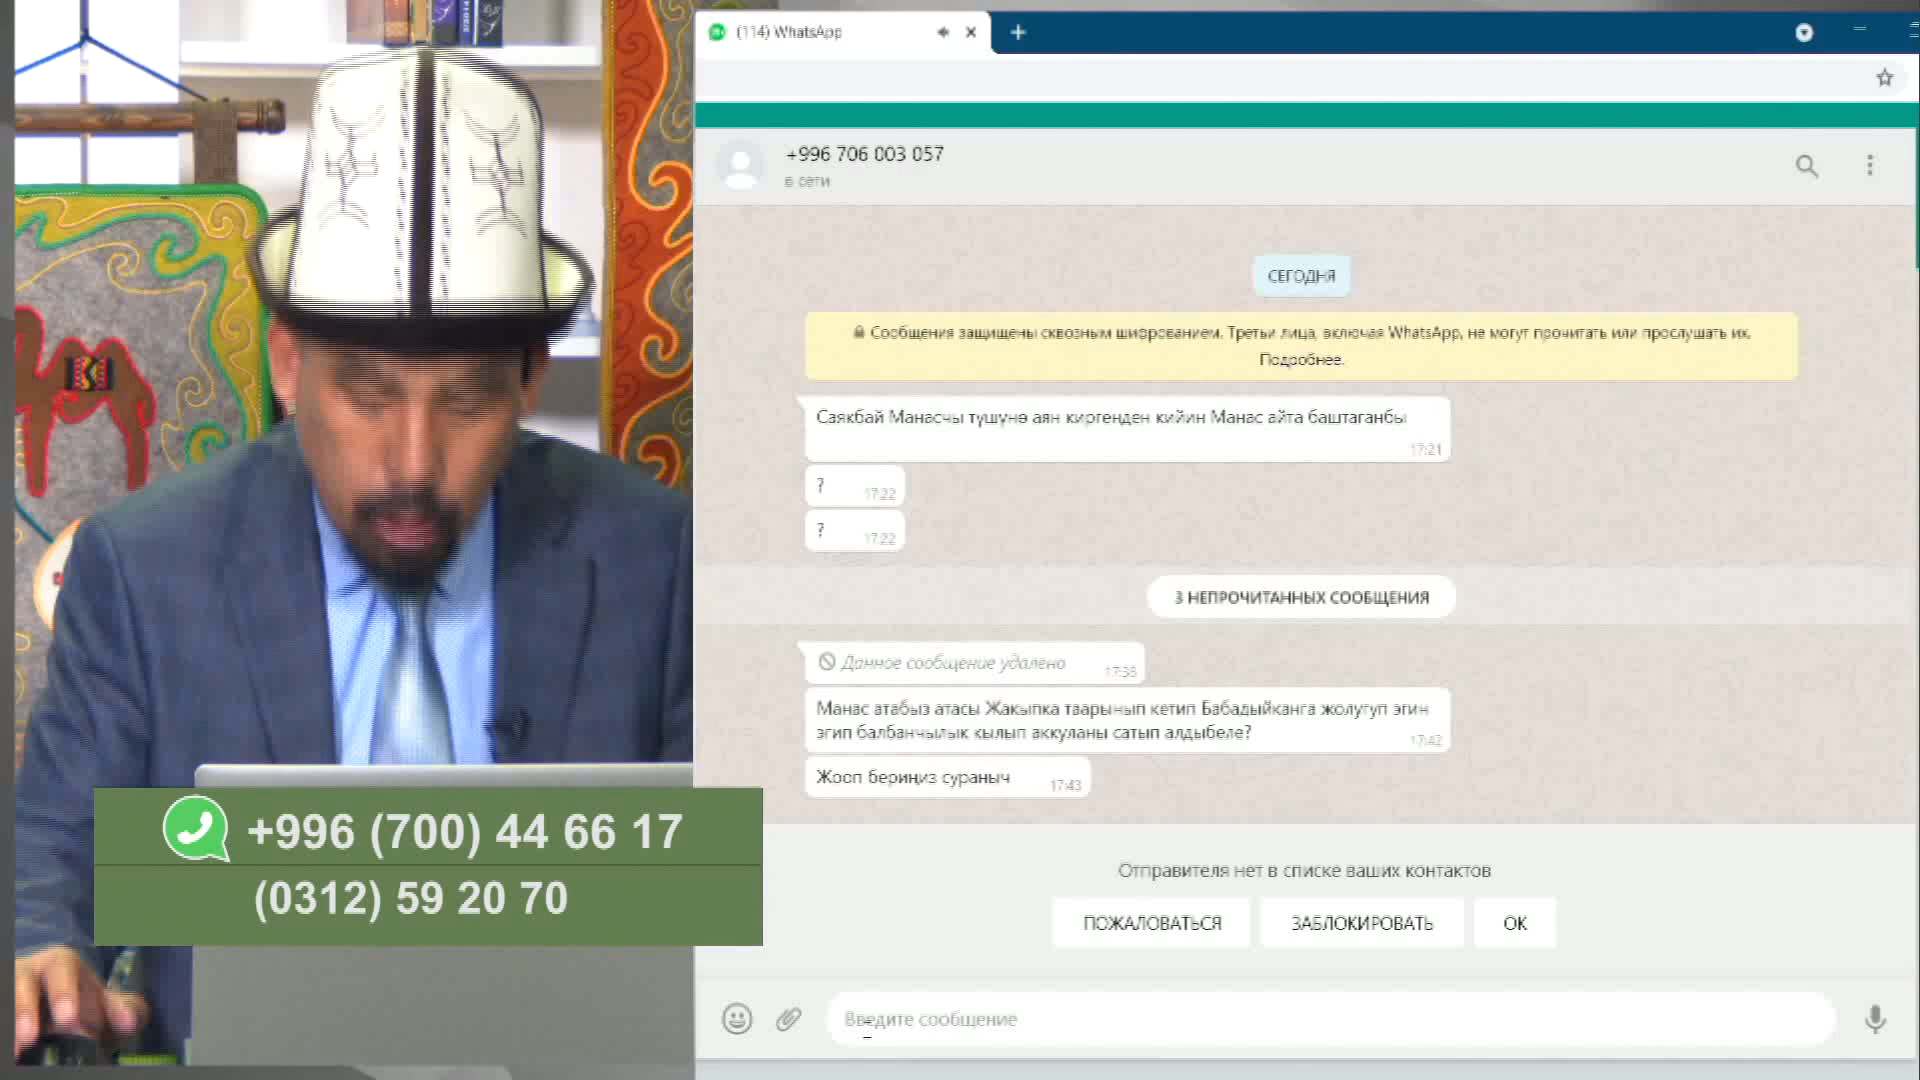 (114) WhatsApp
+996 706 003 057
в сети
СЕГОДНЯ
Сообщения защищены сквозным шифрованием. Третьи лица, включая WhatsApp, не могут прочитать или прослушать их.
Подробнее.
Саякбай Манасчы түшүнө аян киргенден кийин Манас айта баштаганбы
17:21
?
17:22
?
17:22
3 НЕПРОЧИТАННЫХ СООБЩЕНИЯ
Данное сообщение удалено
17:38
Манас атабыз атасы Жакыпка таарынып кетип Бабадыйканга жолугуп эгин
эгип балбанчылык кылып аккуланы сатып алдыбеле?
17:42
Жооп бериңиз сураныч
17:43
Отправителя нет в списке ваших контактов
ПОЖАЛОВАТЬСЯ ЗАБЛОКИРОВАТЬ ОК
Введите сообщение
+996 (700) 44 66 17
(0312) 59 20 70